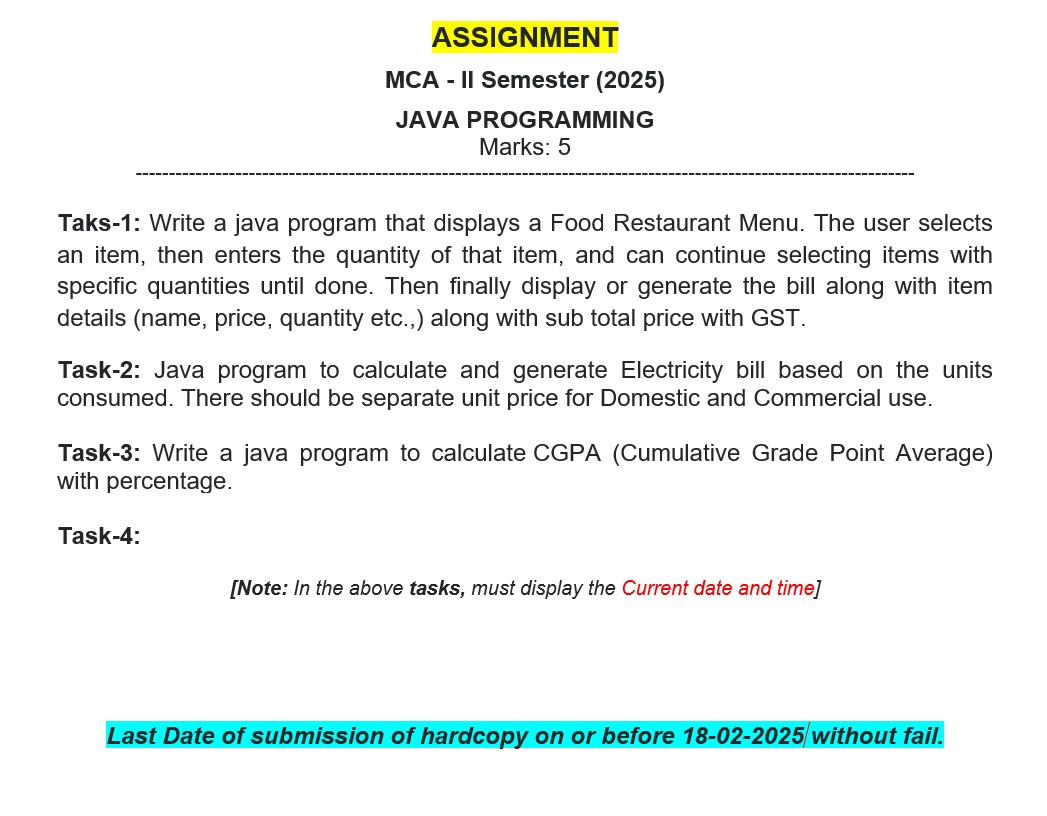 ASSIGNMENT
MCA - II Semester (2025)
JAVA PROGRAMMING
Marks: 5
---------------------------------------------------------------------------------------------------------------------
Taks-1: Write a java program that displays a Food Restaurant Menu. The user selects
an item, then enters the quantity of that item, and can continue selecting items with
specific quantities until done. Then finally display or generate the bill along with item
details (name, price, quantity etc.,) along with sub total price with GST.
Task-2: Java program to calculate and generate Electricity bill based on the units
consumed. There should be separate unit price for Domestic and Commercial use.
Task-3: Write a java program to calculate CGPA (Cumulative Grade Point Average)
with percentage.
Task-4:
[Note: In the above tasks, must display the Current date and time]
Last Date of submission of hardcopy on or before 18-02-2025 without fail.